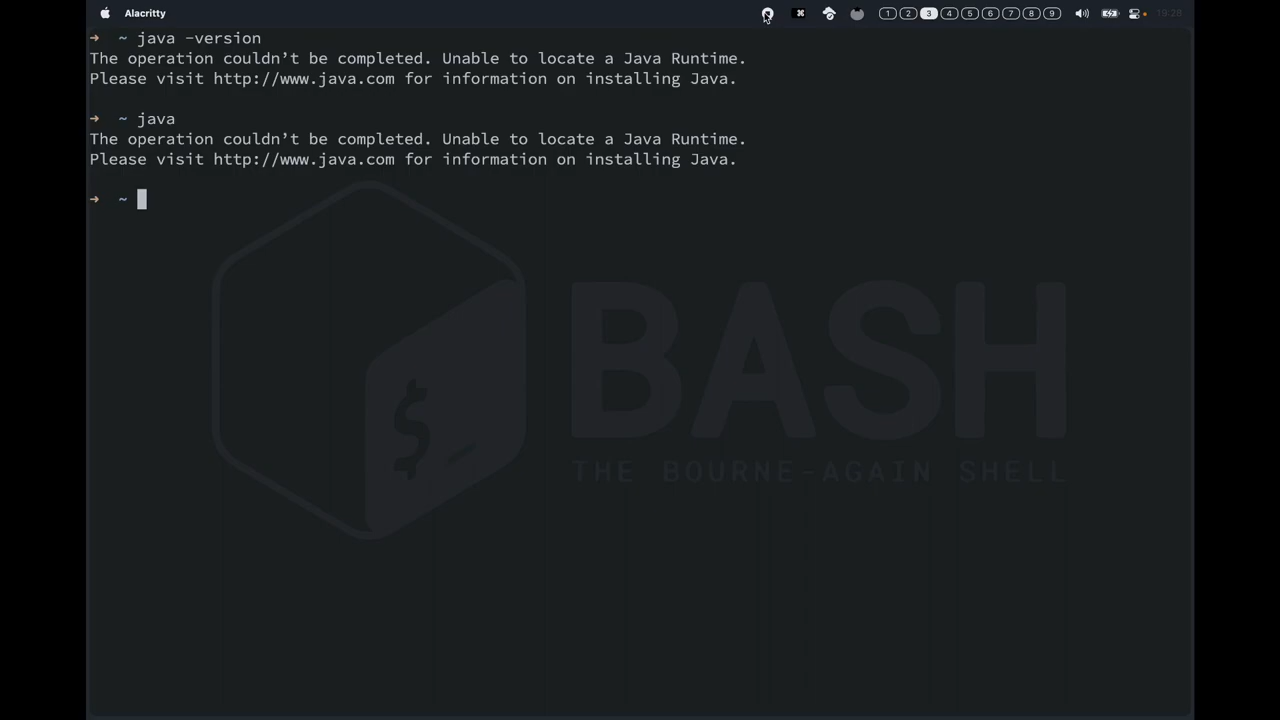 Alacritty
1 2 3 4 5 6 7 8 9 19:28
➜ ~ java -version
The operation couldn’t be completed. Unable to locate a Java Runtime.
Please visit http://www.java.com for information on installing Java.
➜ ~ java
The operation couldn’t be completed. Unable to locate a Java Runtime.
Please visit http://www.java.com for information on installing Java.
➜ ~
$_
BASH
THE BOURNE-AGAIN SHELL